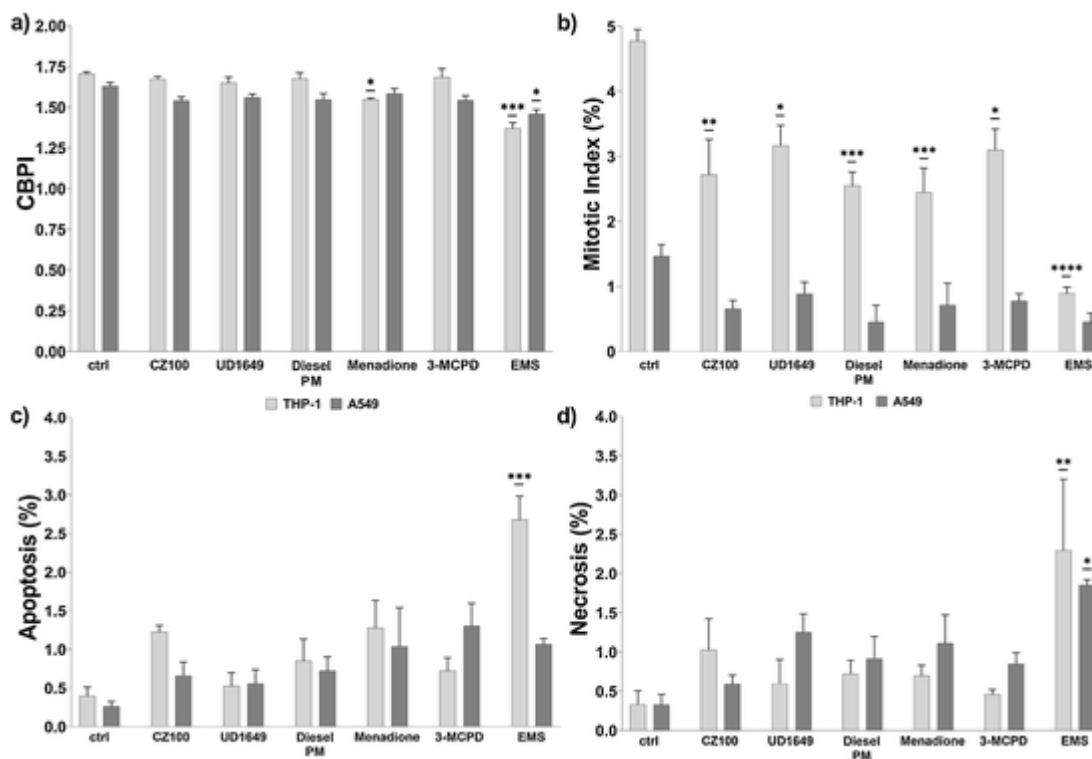 a)
CBPI
2.00
1.75
1.50
1.25
1.00
0.75
0.50
0.25
0.00
* *** *
ctrl CZ100 UD1649 Diesel PM Menadione 3-MCPD EMS
THP-1 A549
b)
Mitotic Index (%)
5
4
3
2
1
0
** * *** *** * ****
ctrl CZ100 UD1649 Diesel PM Menadione 3-MCPD EMS
THP-1 A549
c)
Apoptosis (%)
4.0
3.5
3.0
2.5
2.0
1.5
1.0
0.5
0.0
***
ctrl CZ100 UD1649 Diesel PM Menadione 3-MCPD EMS
d)
Necrosis (%)
4.0
3.5
3.0
2.5
2.0
1.5
1.0
0.5
0.0
** *
ctrl CZ100 UD1649 Diesel PM Menadione 3-MCPD EMS